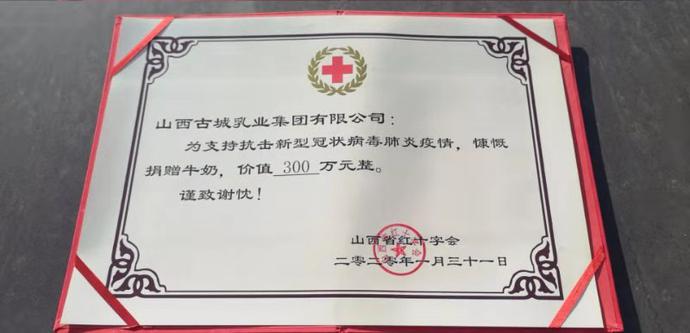 山西古城乳业集团有限公司：
为支持抗击新型冠状病毒肺炎疫情，慷慨
捐赠牛奶，价值 300 万元整。
谨致谢忱！
山西省红十字会
二零二零年一月三十一日